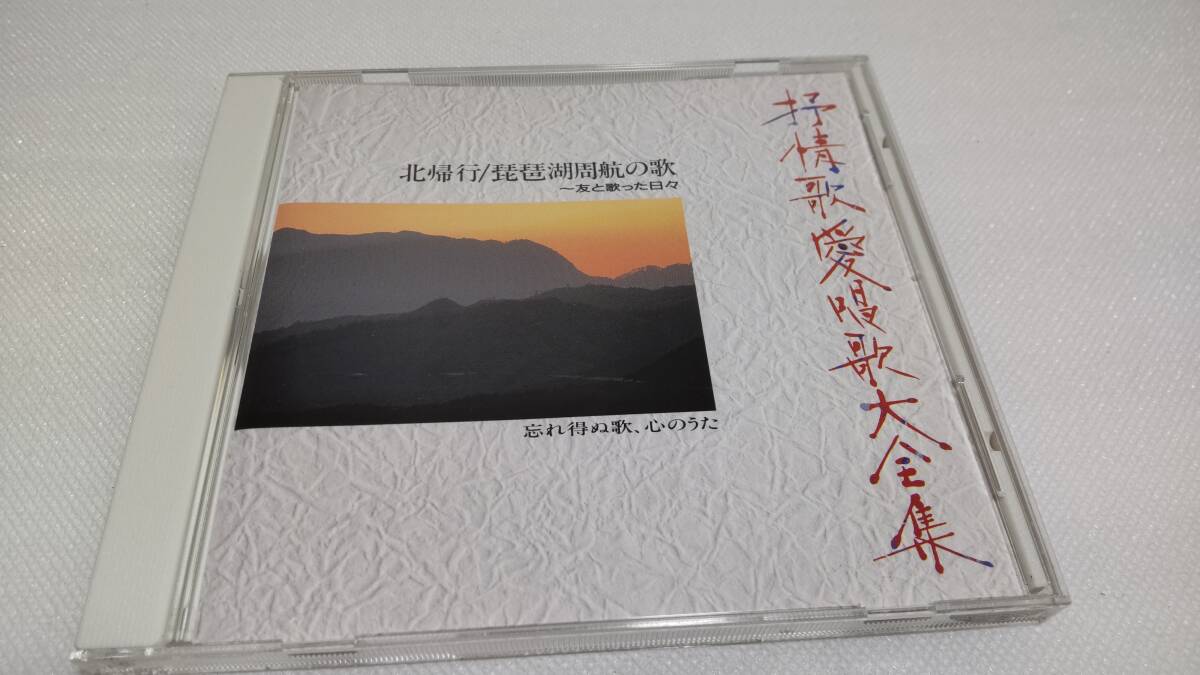 抒情歌愛唱歌大全集
北帰行/琵琶湖周航の歌
～友と歌った日々
忘れ得ぬ歌、心のうた